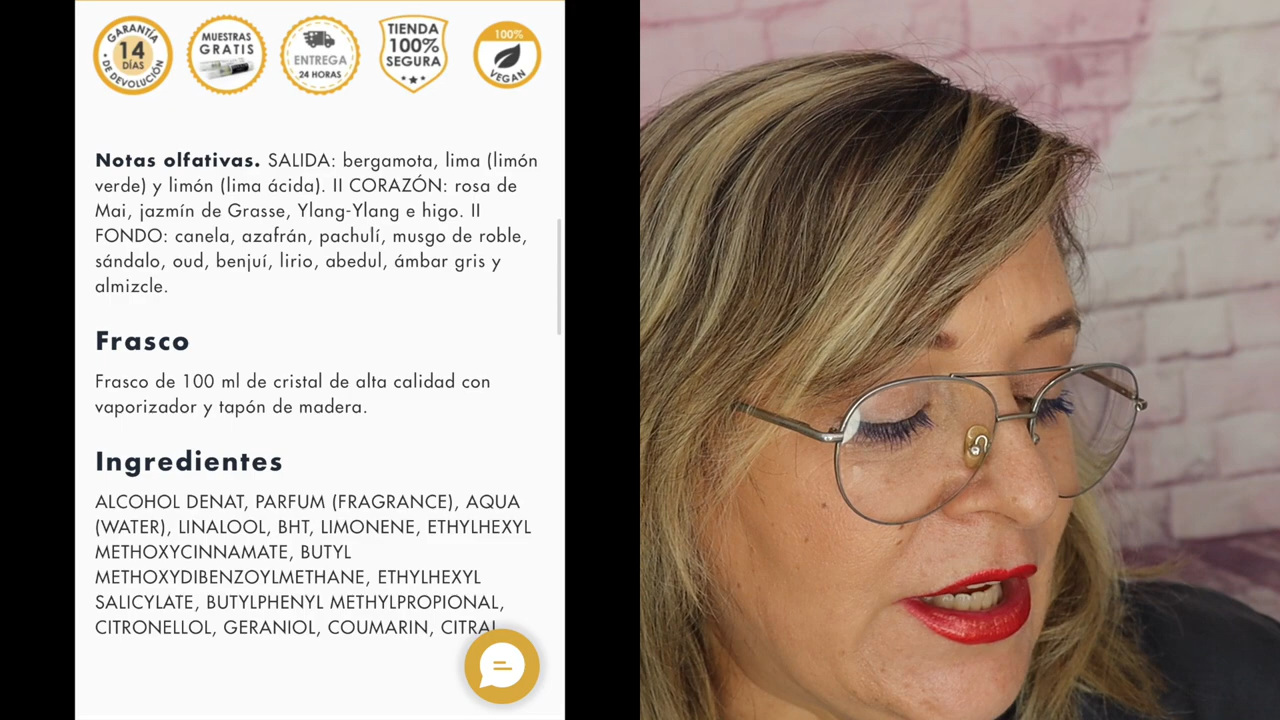 GARANTÍA
14
DÍAS
DE DEVOLUCIÓN
MUESTRAS
GRATIS
ENTREGA
24 HORAS
TIENDA
100%
SEGURA
100%
VEGAN
Notas olfativas. SALIDA: bergamota, lima (limón
verde) y limón (lima ácida). II CORAZÓN: rosa de
Mai, jazmín de Grasse, Ylang-Ylang e higo. II
FONDO: canela, azafrán, pachulí, musgo de roble,
sándalo, oud, benjuí, lirio, abedul, ámbar gris y
almizcle.
Frasco
Frasco de 100 ml de cristal de alta calidad con
vaporizador y tapón de madera.
Ingredientes
ALCOHOL DENAT, PARFUM (FRAGRANCE), AQUA
(WATER), LINALOOL, BHT, LIMONENE, ETHYLHEXYL
METHOXYCINNAMATE, BUTYL
METHOXYDIBENZOYLMETHANE, ETHYLHEXYL
SALICYLATE, BUTYLPHENYL METHYLPROPIONAL,
CITRONELLOL, GERANIOL, COUMARIN, CITRAL